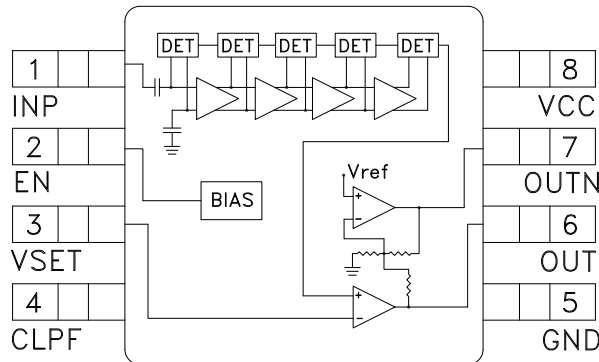 DET DET DET DET DET
1
INP
2
EN
3
VSET
4
CLPF
BIAS
Vref
+
−
+
−
8
VCC
7
OUTN
6
OUT
5
GND